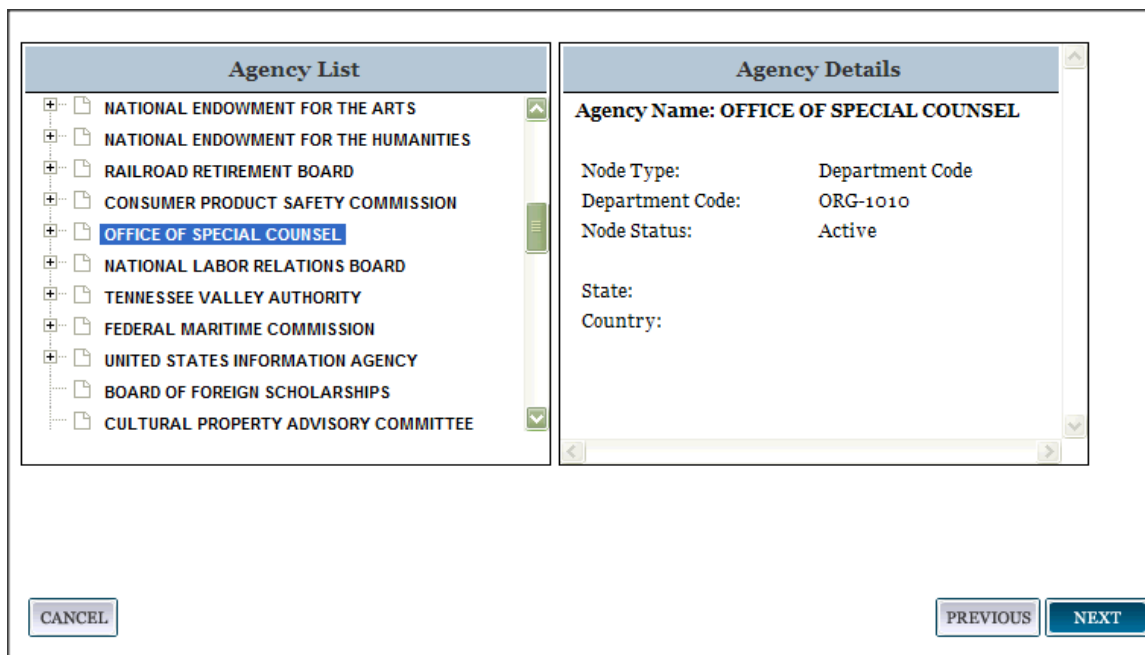 Agency List
NATIONAL ENDOWMENT FOR THE ARTS
NATIONAL ENDOWMENT FOR THE HUMANITIES
RAILROAD RETIREMENT BOARD
CONSUMER PRODUCT SAFETY COMMISSION
OFFICE OF SPECIAL COUNSEL
NATIONAL LABOR RELATIONS BOARD
TENNESSEE VALLEY AUTHORITY
FEDERAL MARITIME COMMISSION
UNITED STATES INFORMATION AGENCY
BOARD OF FOREIGN SCHOLARSHIPS
CULTURAL PROPERTY ADVISORY COMMITTEE
Agency Details
Agency Name: OFFICE OF SPECIAL COUNSEL
Node Type: Department Code
Department Code: ORG-1010
Node Status: Active
State:
Country:
CANCEL
PREVIOUS
NEXT